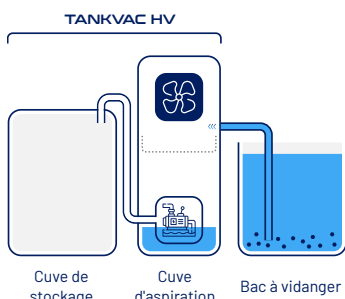 TANKVAC HV
Cuve de
stockage
Cuve
d'aspiration
Bac à vidanger